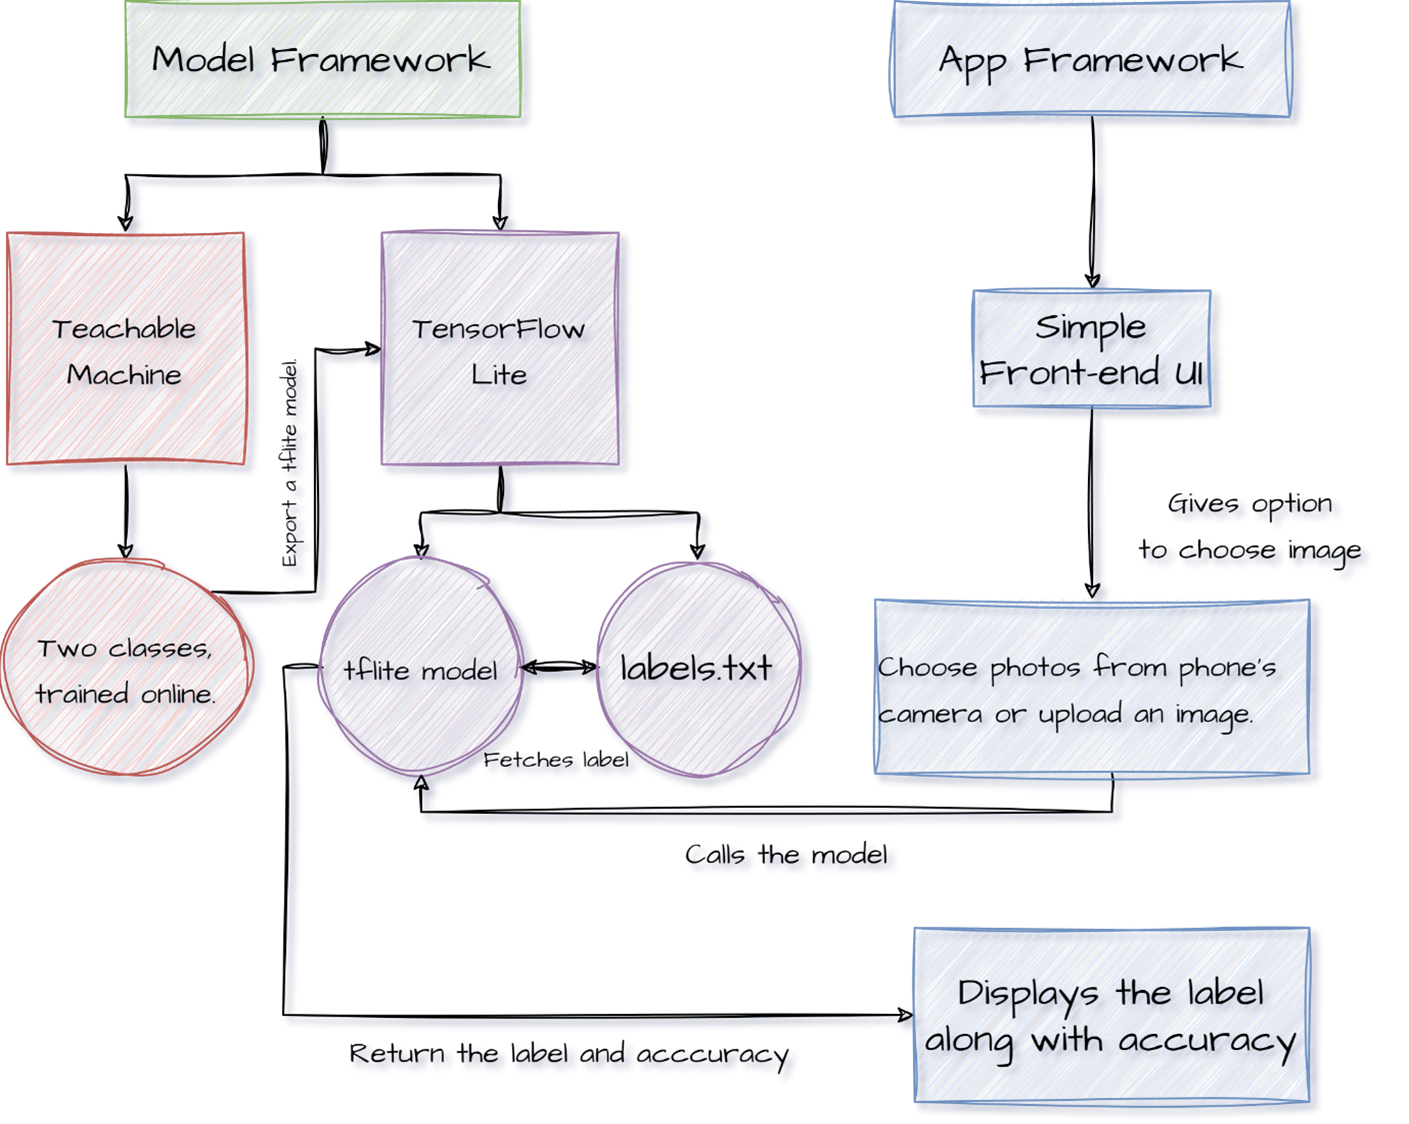 Model Framework
App Framework
Teachable
Machine
TensorFlow
Lite
Simple
Front-end UI
Export a tflite model.
Gives option
to choose image
Two classes,
trained online.
tflite model
labels.txt
Fetches label
Choose photos from phone's
camera or upload an image.
Calls the model
Displays the label
along with accuracy
Return the label and acccuracy